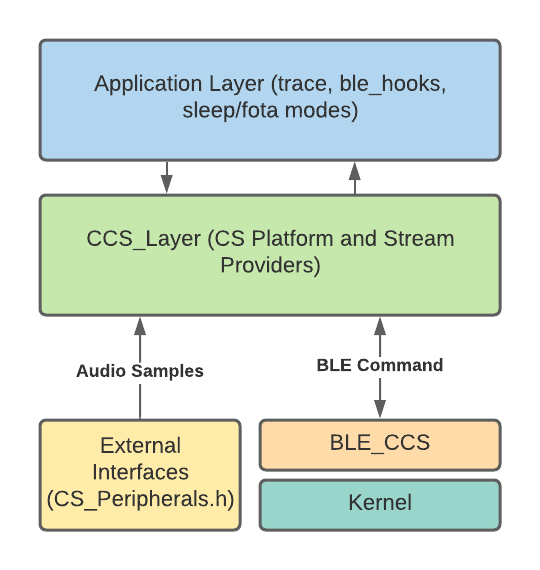 Application Layer (trace, ble_hooks,
sleep/fota modes)
CCS_Layer (CS Platform and Stream
Providers)
Audio Samples
BLE Command
External
Interfaces
(CS_Peripherals.h)
BLE_CCS
Kernel